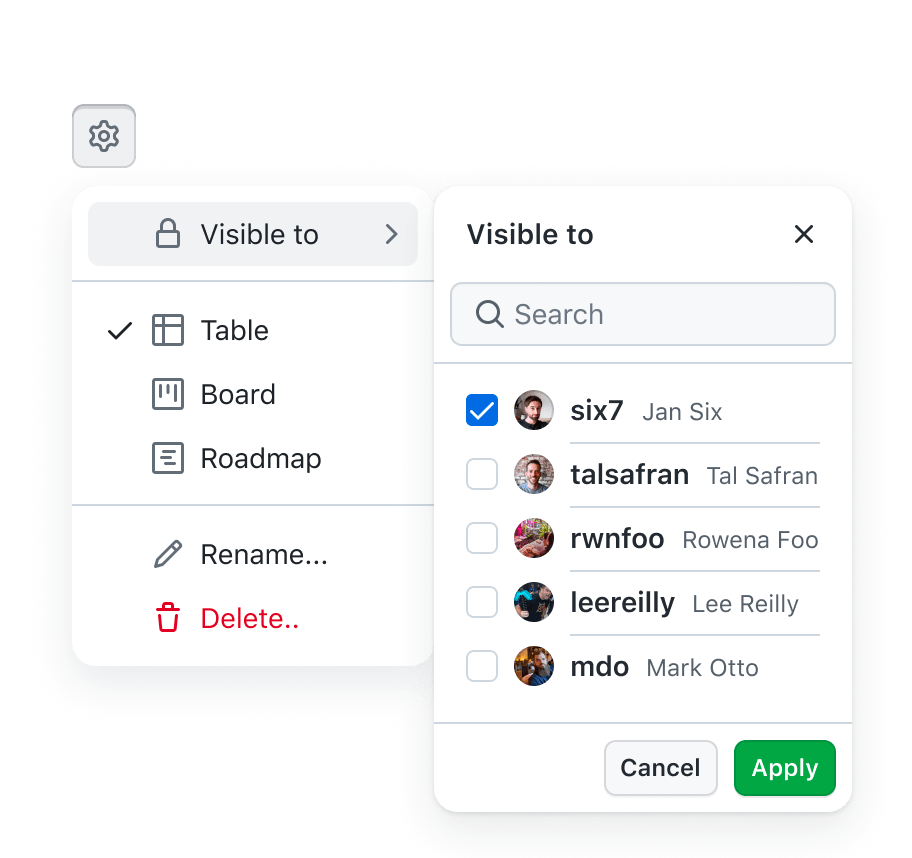 Visible to
Table
Board
Roadmap
Rename...
Delete..
Visible to
Search
six7 Jan Six
talsafran Tal Safran
rwnfoo Rowena Foo
leereilly Lee Reilly
mdo Mark Otto
Cancel Apply